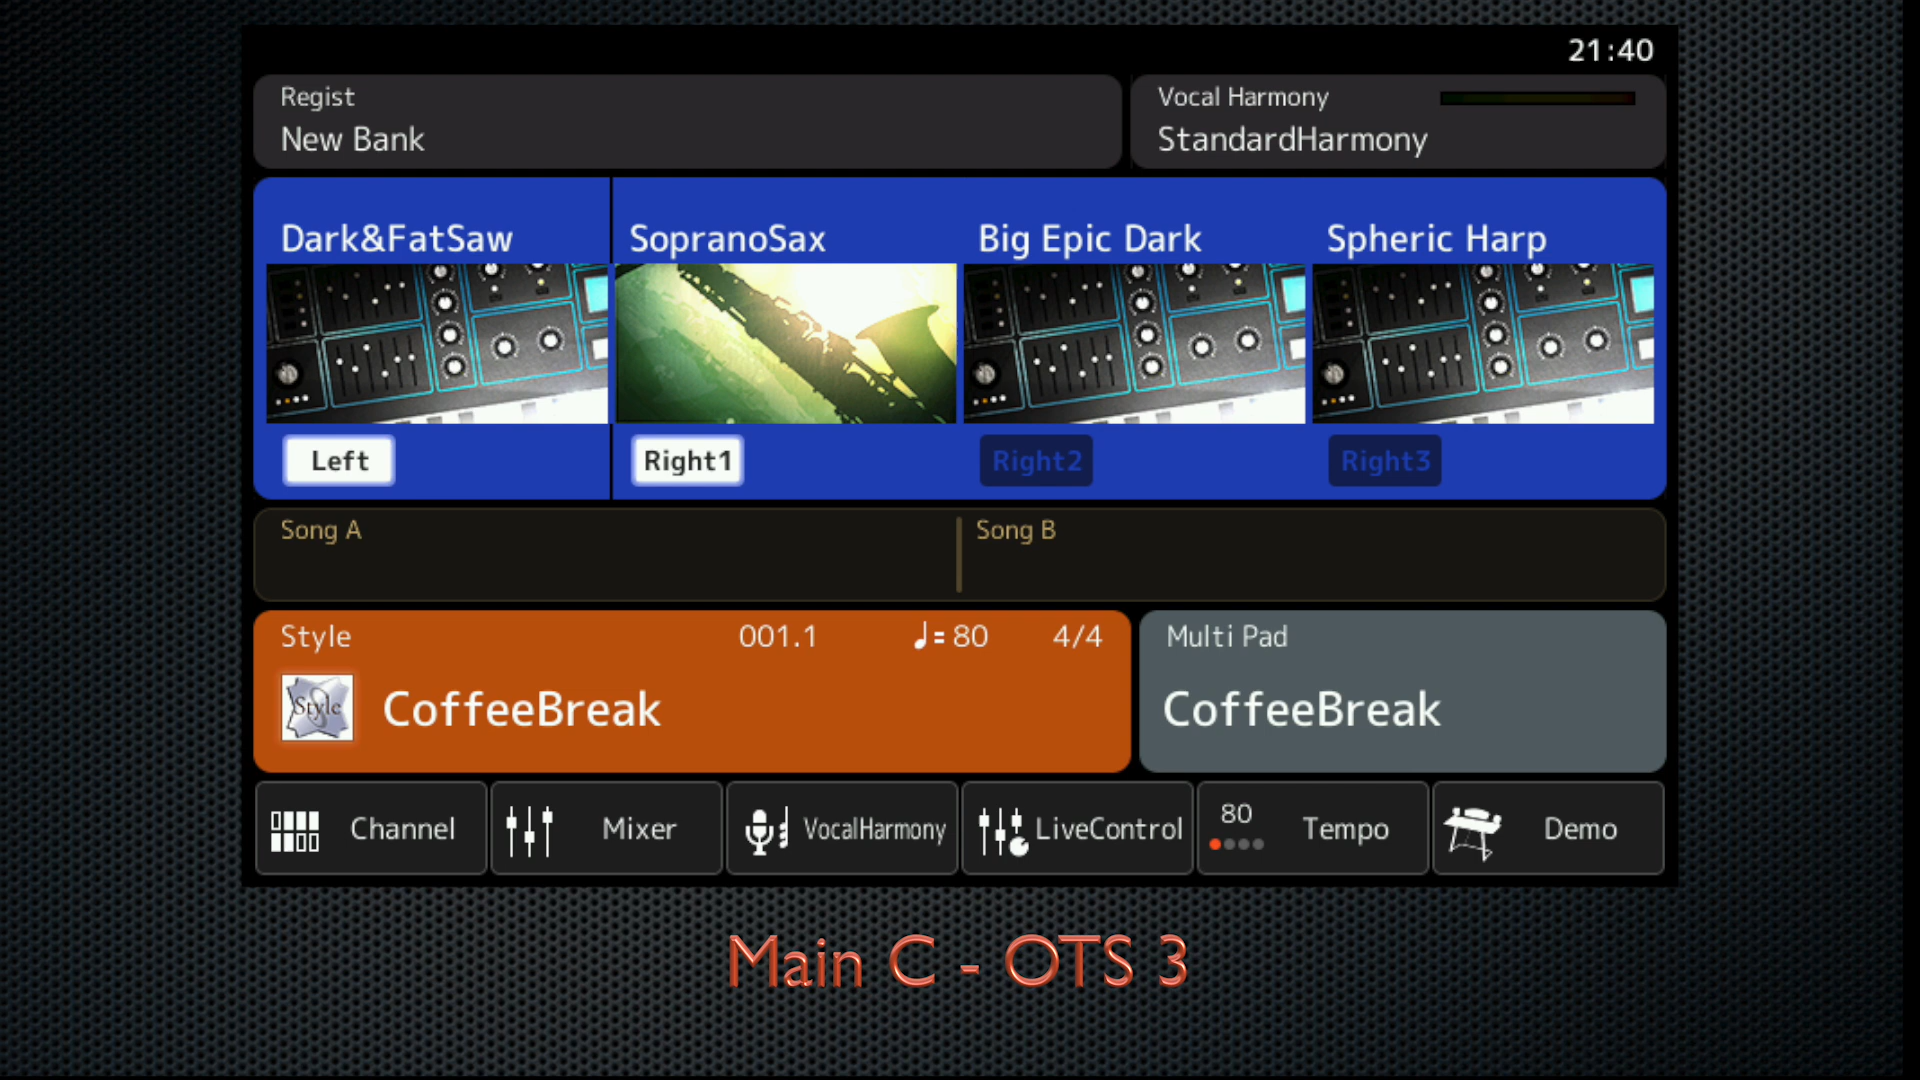 21:40
Regist
New Bank
Vocal Harmony
StandardHarmony
Dark&FatSaw
SopranoSax
Big Epic Dark
Spheric Harp
Left
Right1
Right2
Right3
Song A
Song B
Style 001.1 ♩= 80 4/4
Style
CoffeeBreak
Multi Pad
CoffeeBreak
Channel
Mixer
VocalHarmony
LiveControl
80
Tempo
Demo
Main C - OTS 3